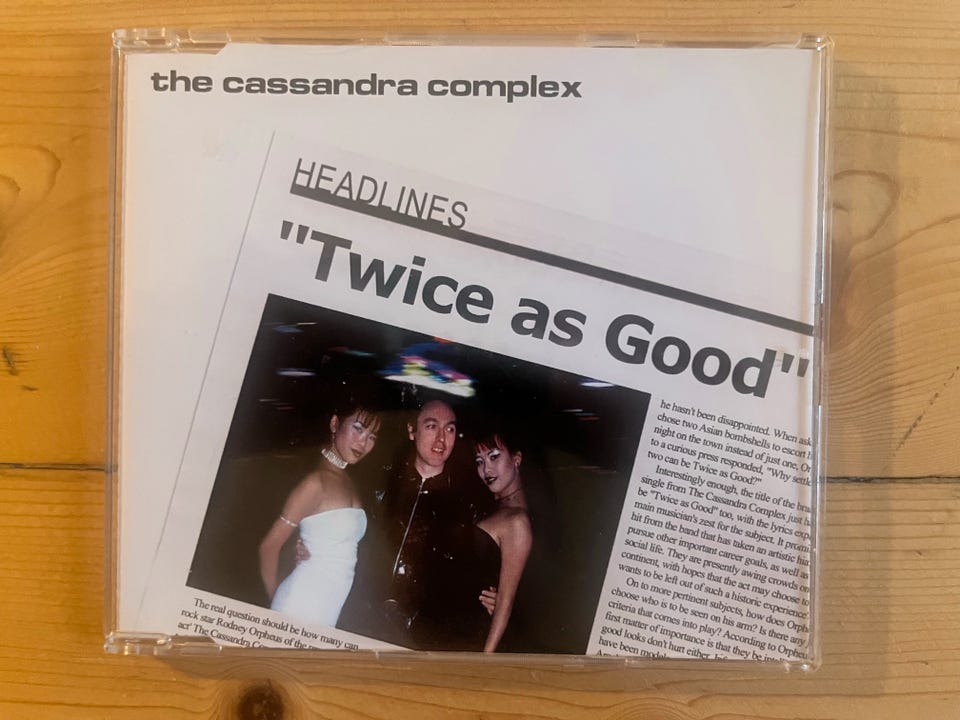 the cassandra complex
HEADLINES
"Twice as Good"
he hasn't been disappointed. When ask
chose two Asian bombshells to escort h
night on the town instead of just one, Or
to a curious press responded, "Why settle
two can be Twice as Good?"
Interestingly enough, the title of the bra
single from The Cassandra Complex just ha
be "Twice as Good" too, with the lyrics exp
main musician's zest for the subject. It promi
hit from the band that has taken an artistic hia
pursue other important career goals, as well as
social life. They are presently awing crowds on
continent, with hopes that the act may choose to
wants to be left out of such a historic experience
On to more pertinent subjects, how does Orph
choose who is to be seen on his arm? Is there any
criteria that comes into play? According to Orpheu
first matter of importance is that they be intell
good looks don't hurt either.
have been model
The real question should be how many can
rock star Rodney Orpheus of the
act' The Cassandra Co